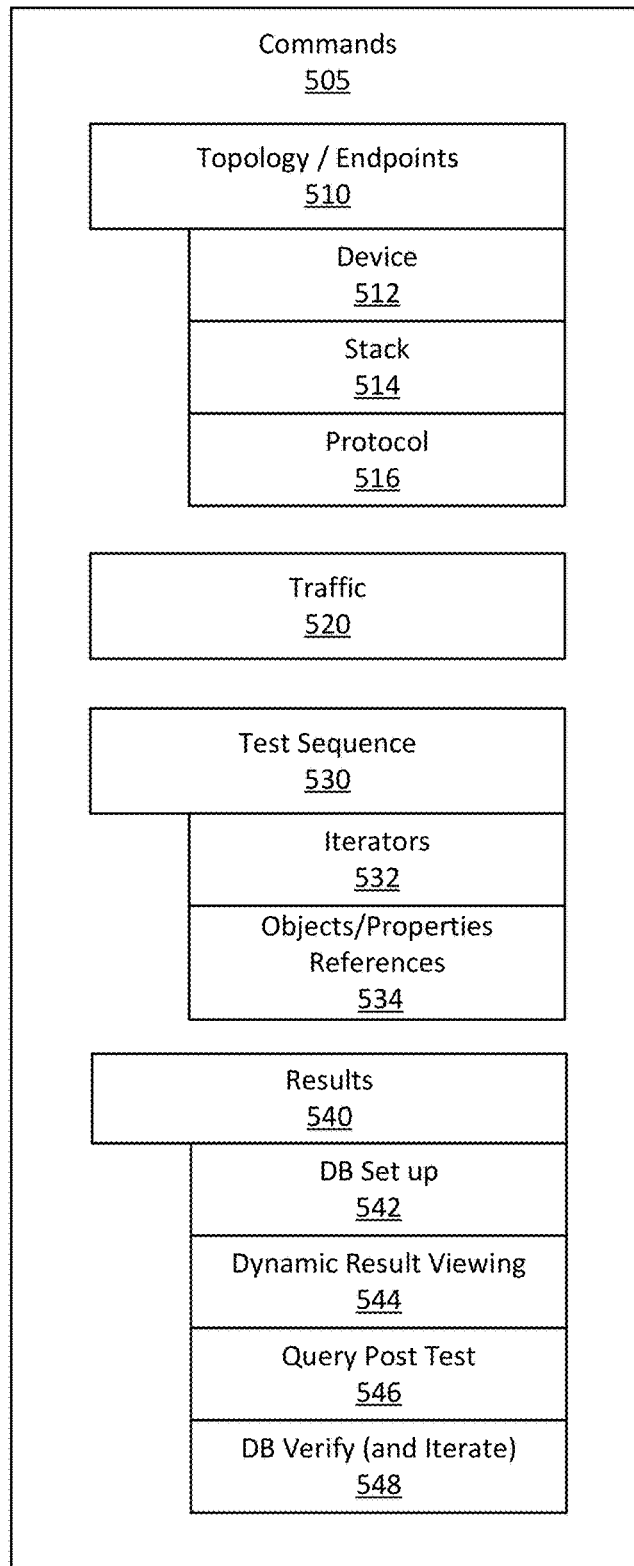 Commands
505
Topology / Endpoints
510
Device
512
Stack
514
Protocol
516
Traffic
520
Test Sequence
530
Iterators
532
Objects/Properties
References
534
Results
540
DB Set up
542
Dynamic Result Viewing
544
Query Post Test
546
DB Verify (and Iterate)
548